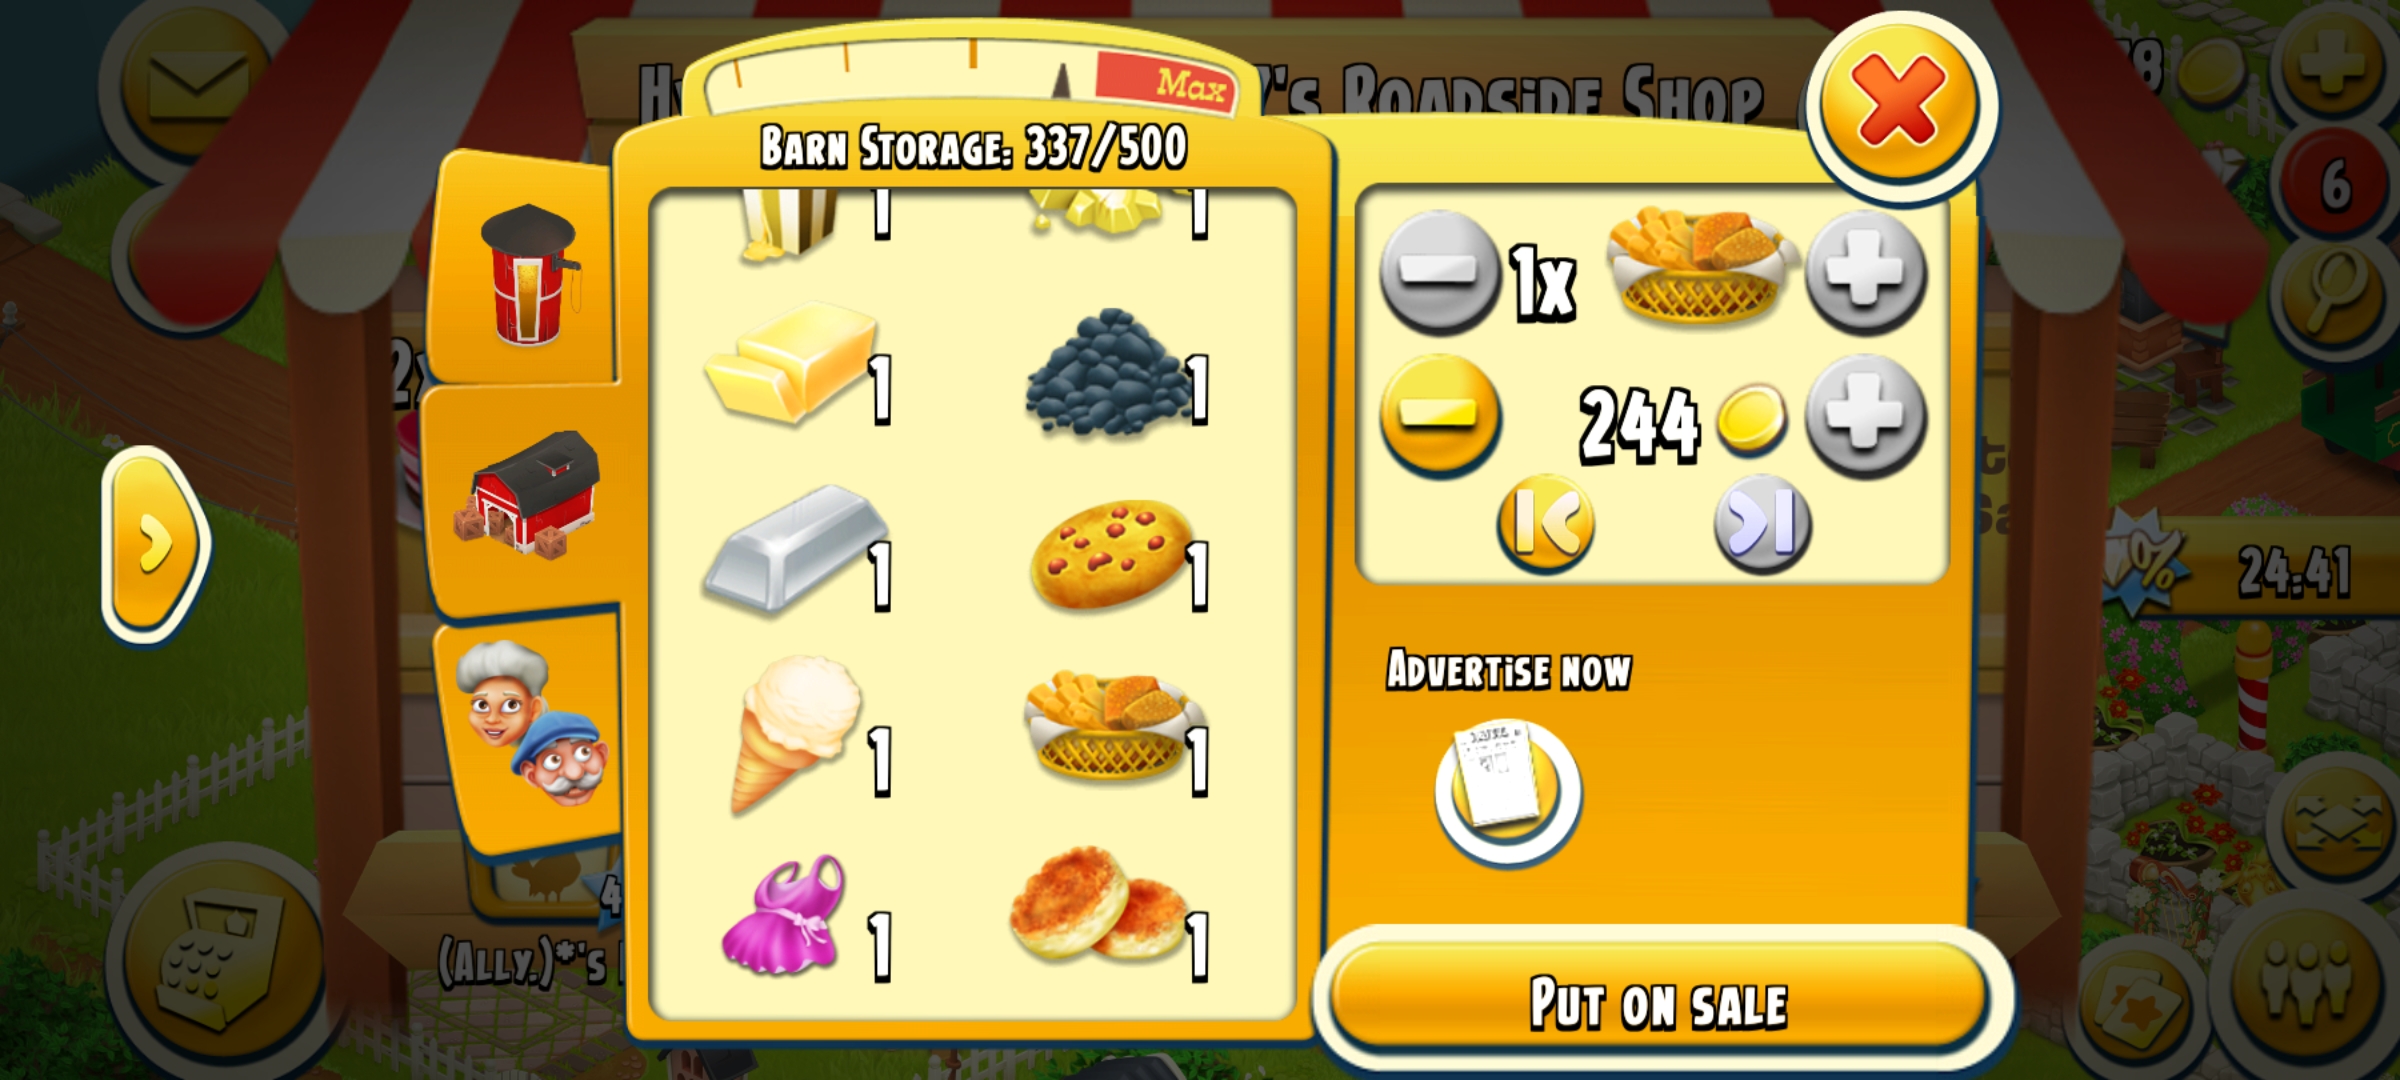 's Roadside Shop
Max
Barn Storage: 337/500
6
1
1
1x
1
1
244
1
1
24:41
Advertise now
1
1
(Ally.)*'s
1
1
Put on sale